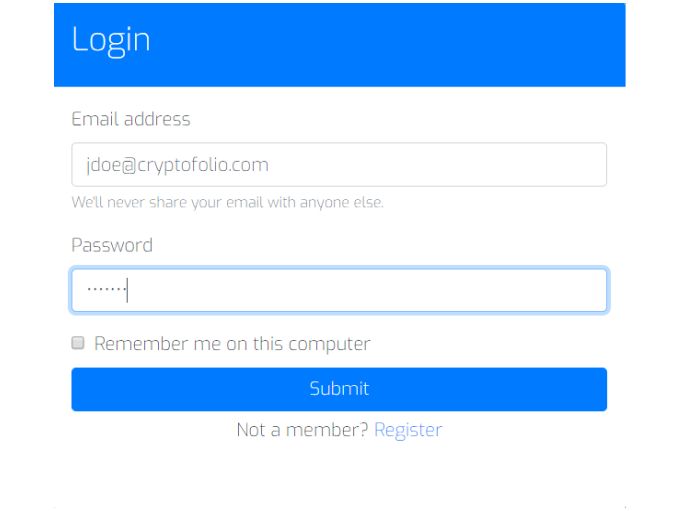 Login
Email address
jdoe@cryptofolio.com
We'll never share your email with anyone else.
Password
·······
Remember me on this computer
Submit
Not a member? Register